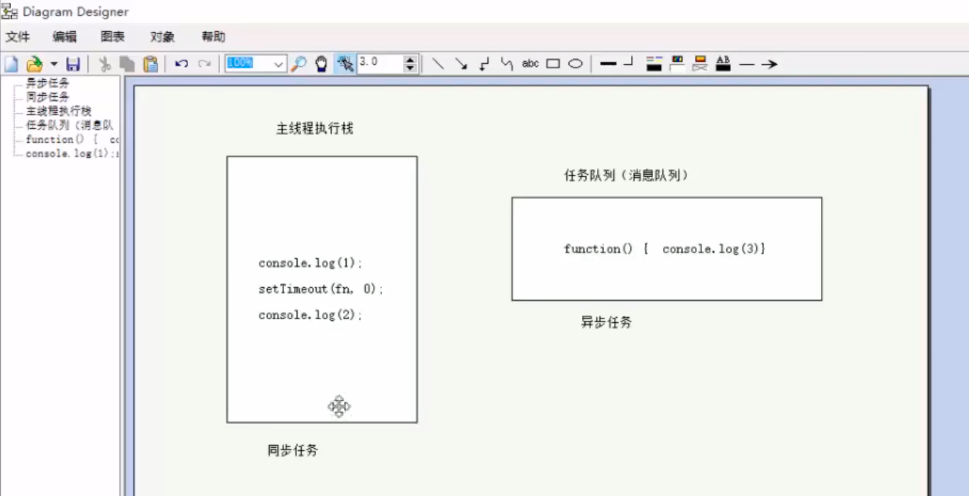 Diagram Designer
文件 编辑 图表 对象 帮助
100% 3.0 abc AB
异步任务
同步任务
主线程执行栈
任务队列（消息队
function() { co
console.log(1);
主线程执行栈
console.log(1);
setTimeout(fn, 0);
console.log(2);
同步任务
任务队列（消息队列）
function() { console.log(3)}
异步任务